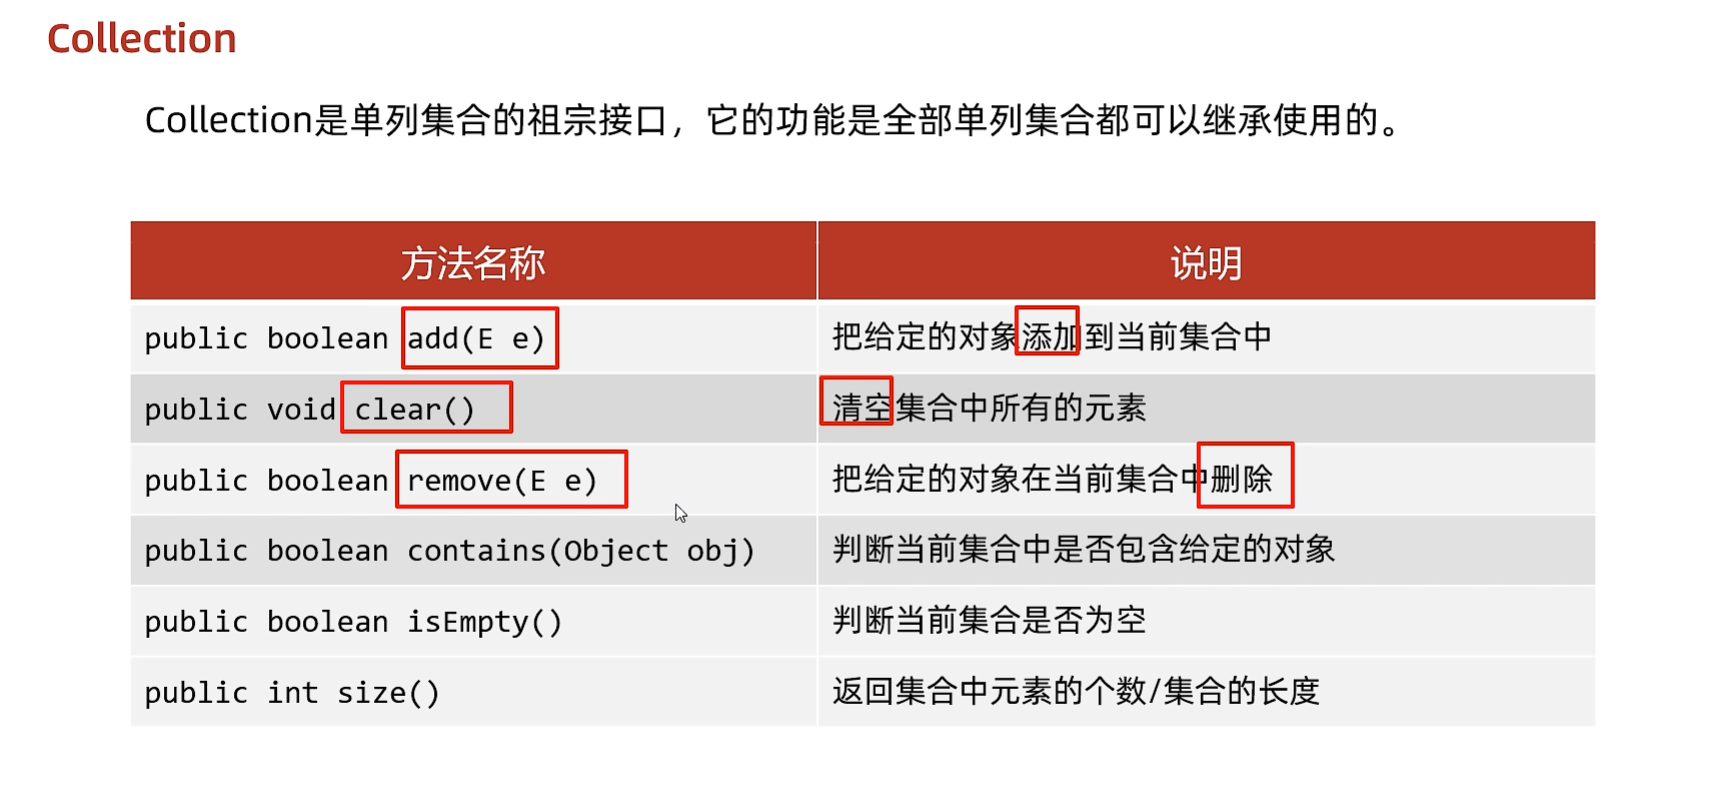 Collection
Collection是单列集合的祖宗接口，它的功能是全部单列集合都可以继承使用的。
方法名称 说明
public boolean add(E e) 把给定的对象添加到当前集合中
public void clear() 清空集合中所有的元素
public boolean remove(E e) 把给定的对象在当前集合中删除
public boolean contains(Object obj) 判断当前集合中是否包含给定的对象
public boolean isEmpty() 判断当前集合是否为空
public int size() 返回集合中元素的个数/集合的长度